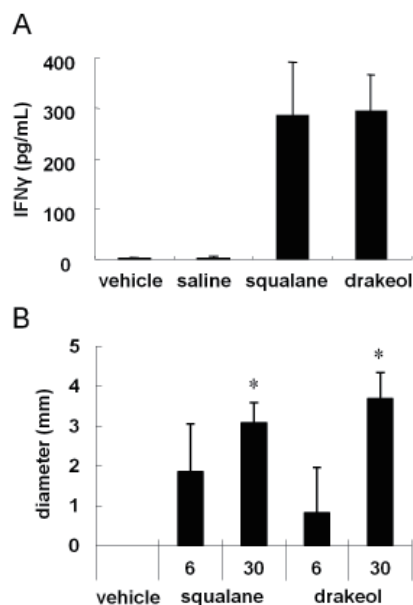 A
IFNγ (pg/mL)
400
300
200
100
0
vehicle saline squalane drakeol
B
diameter (mm)
5
4
3
2
1
0
* *
6 30 6 30
vehicle squalane drakeol